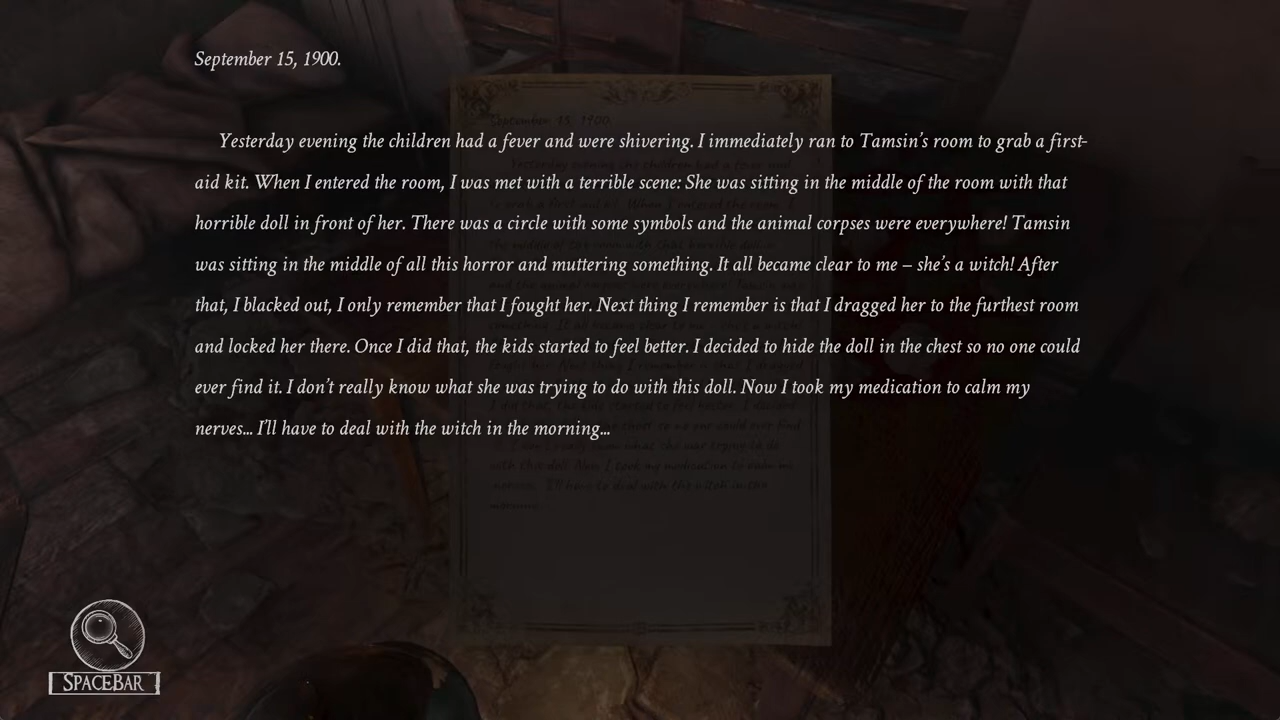 September 15, 1900.
Yesterday evening the children had a fever and were shivering. I immediately ran to Tamsin's room to grab a first-
aid kit. When I entered the room, I was met with a terrible scene: She was sitting in the middle of the room with that
horrible doll in front of her. There was a circle with some symbols and the animal corpses were everywhere! Tamsin
was sitting in the middle of all this horror and muttering something. It all became clear to me – she's a witch! After
that, I blacked out, I only remember that I fought her. Next thing I remember is that I dragged her to the furthest room
and locked her there. Once I did that, the kids started to feel better. I decided to hide the doll in the chest so no one could
ever find it. I don't really know what she was trying to do with this doll. Now I took my medication to calm my
nerves... I'll have to deal with the witch in the morning...
SPACEBAR